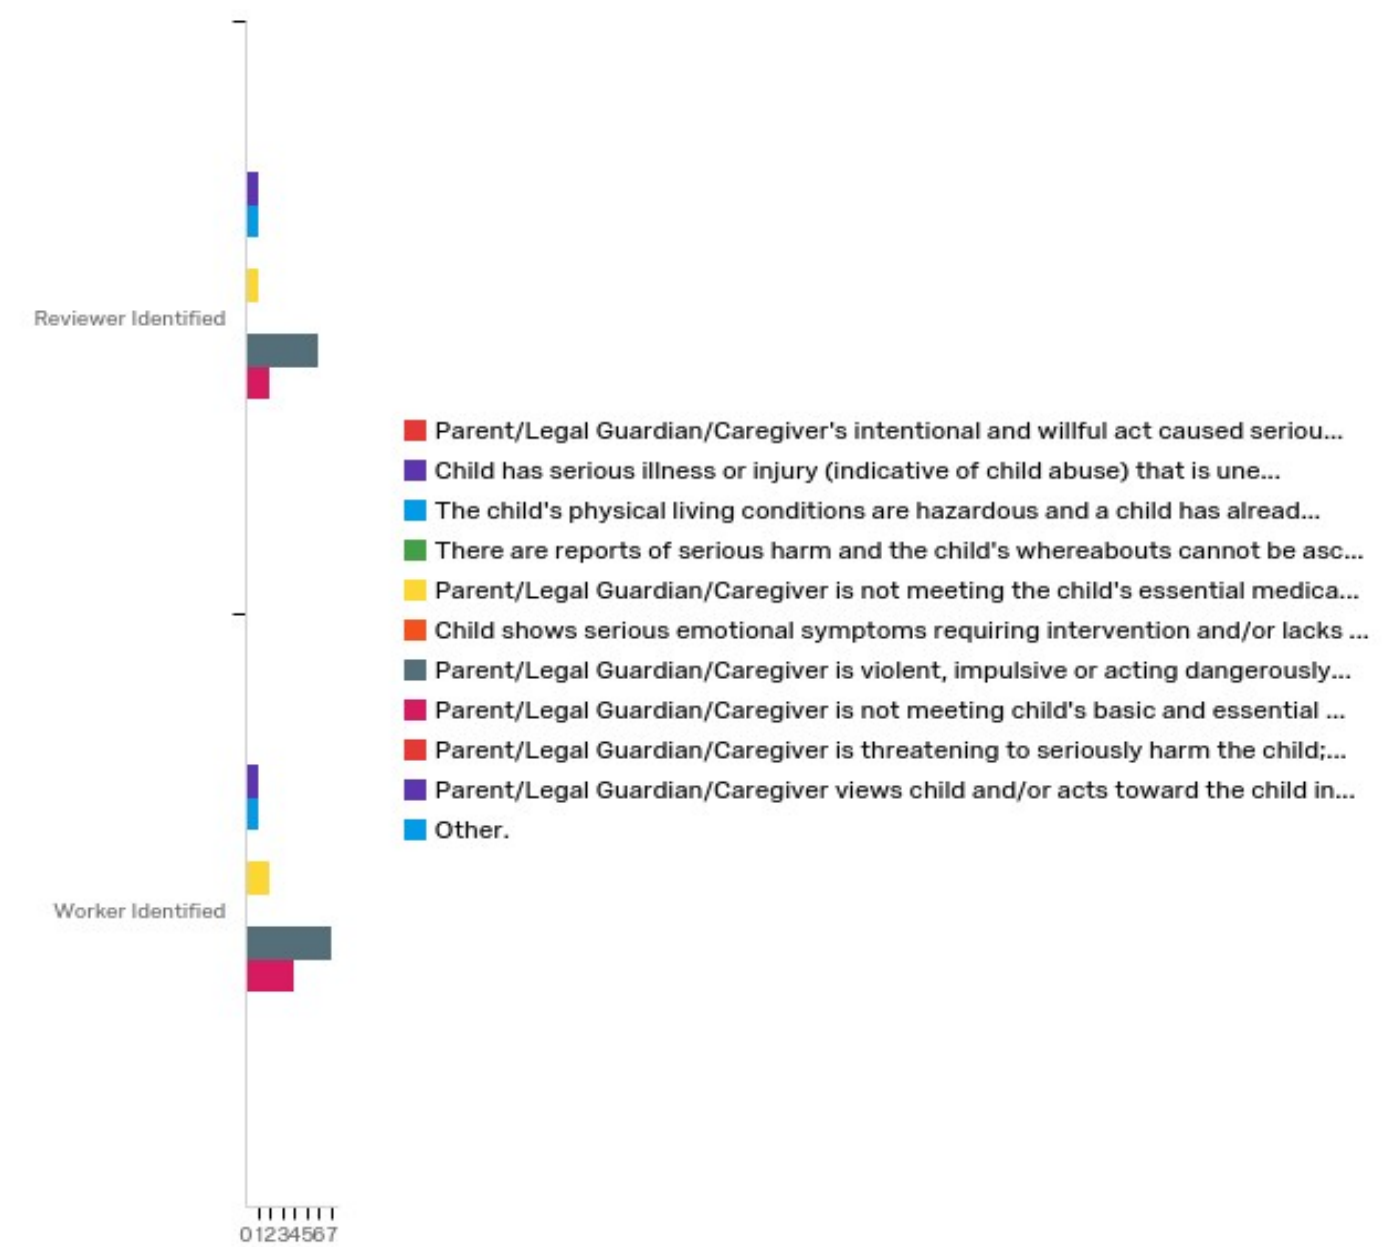 Reviewer Identified
Parent/Legal Guardian/Caregiver's intentional and willful act caused seriou...
Child has serious illness or injury (indicative of child abuse) that is une...
The child's physical living conditions are hazardous and a child has alread...
There are reports of serious harm and the child's whereabouts cannot be asc...
Parent/Legal Guardian/Caregiver is not meeting the child's essential medica...
Child shows serious emotional symptoms requiring intervention and/or lacks ...
Parent/Legal Guardian/Caregiver is violent, impulsive or acting dangerously...
Parent/Legal Guardian/Caregiver is not meeting child's basic and essential ...
Parent/Legal Guardian/Caregiver is threatening to seriously harm the child;...
Parent/Legal Guardian/Caregiver views child and/or acts toward the child in...
Other.
Worker Identified
01234567